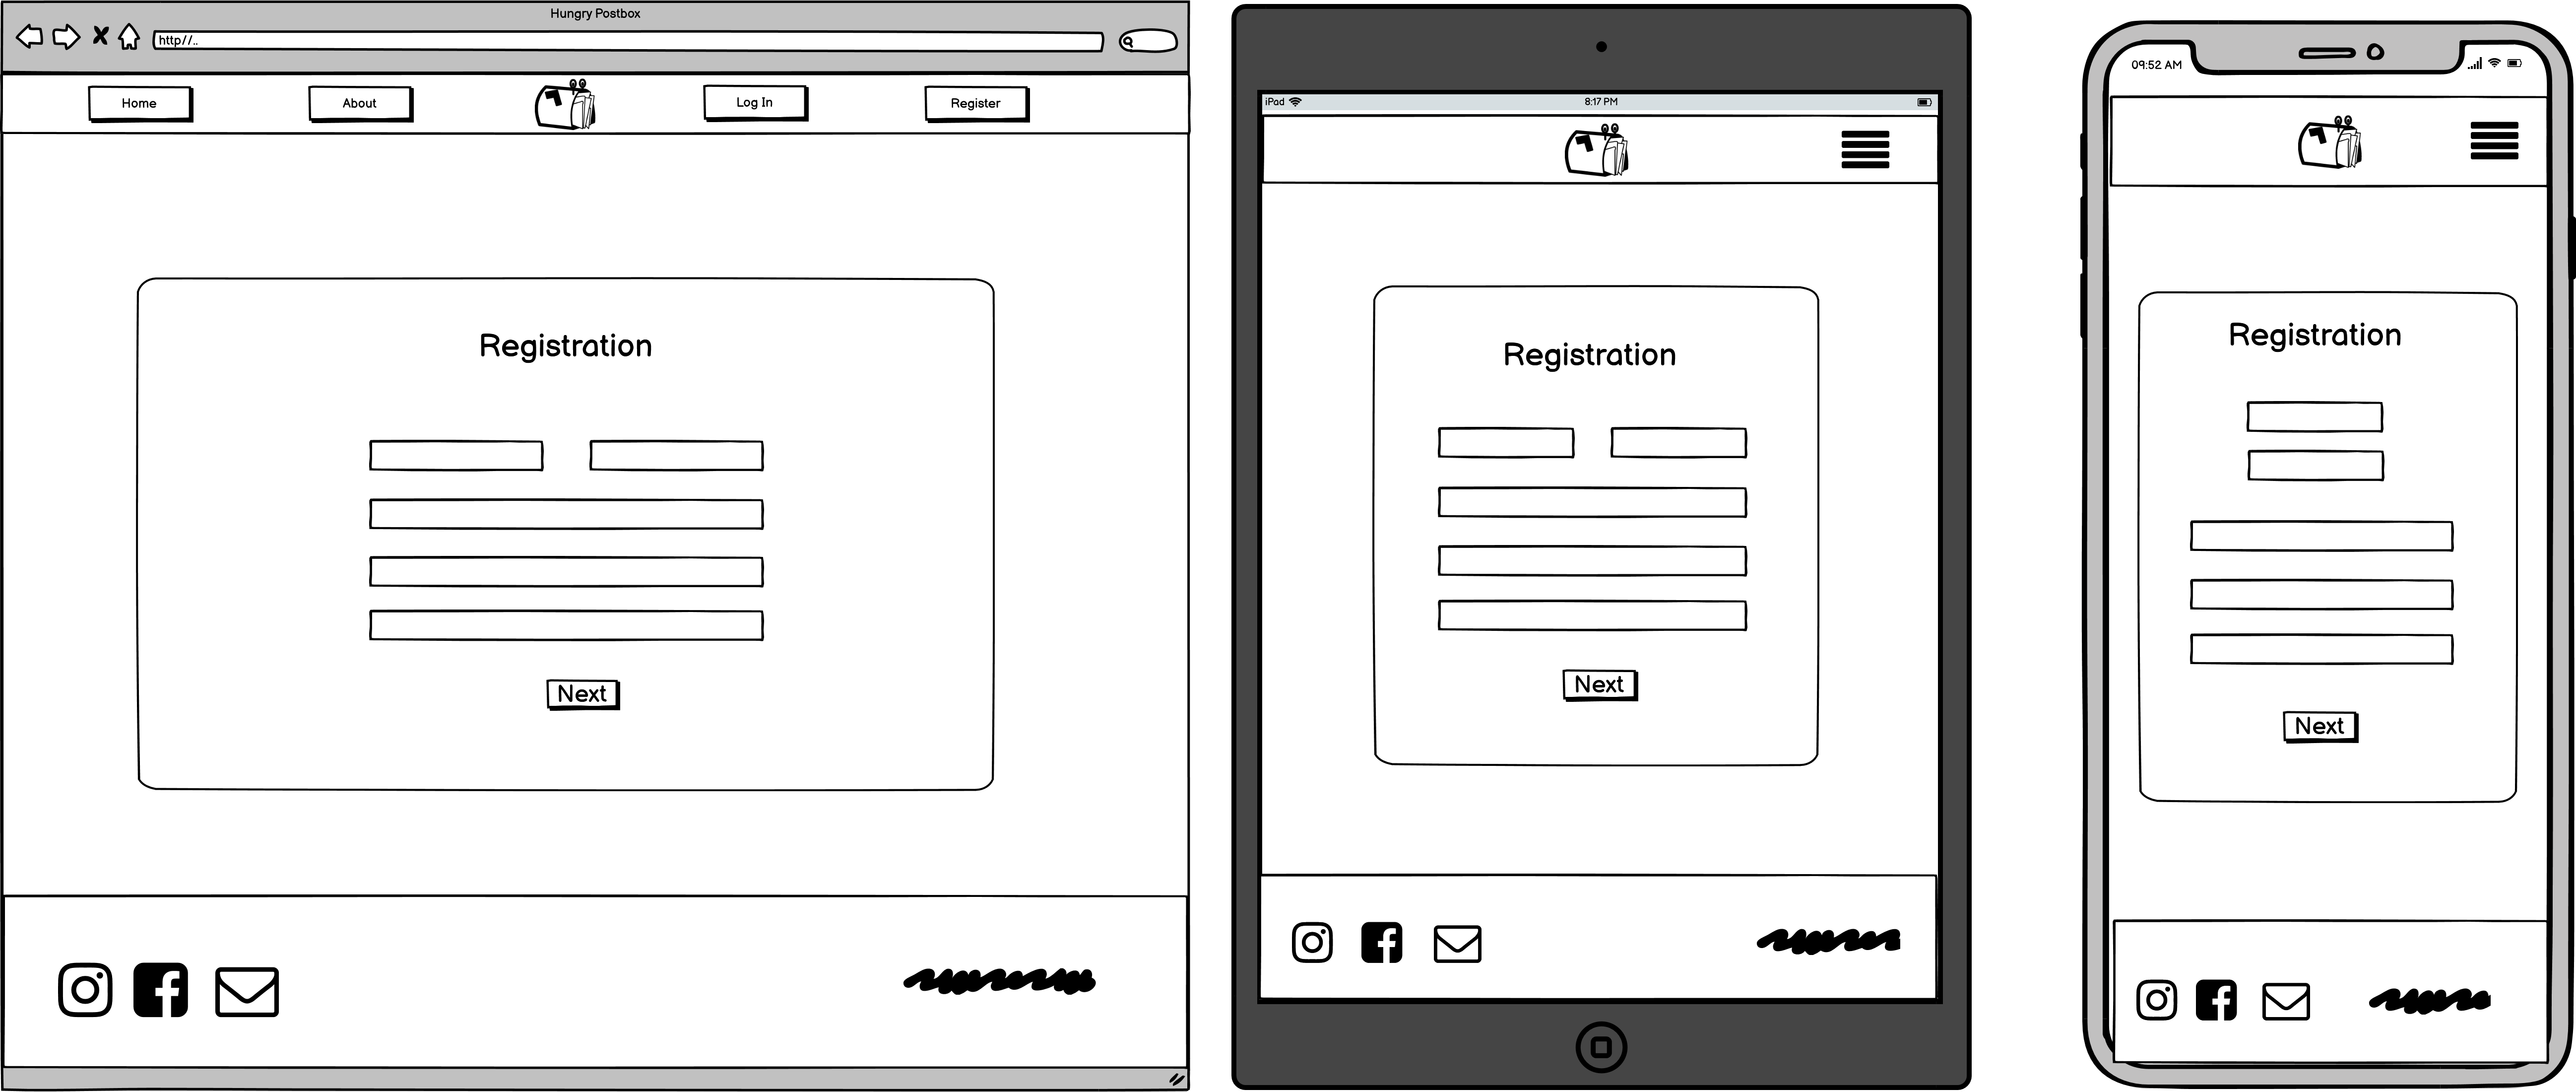 Hungry Postbox
http//..
Home
About
Log In
Register
Registration
Next
iPad
8:17 PM
Registration
Next
09:52 AM
Registration
Next